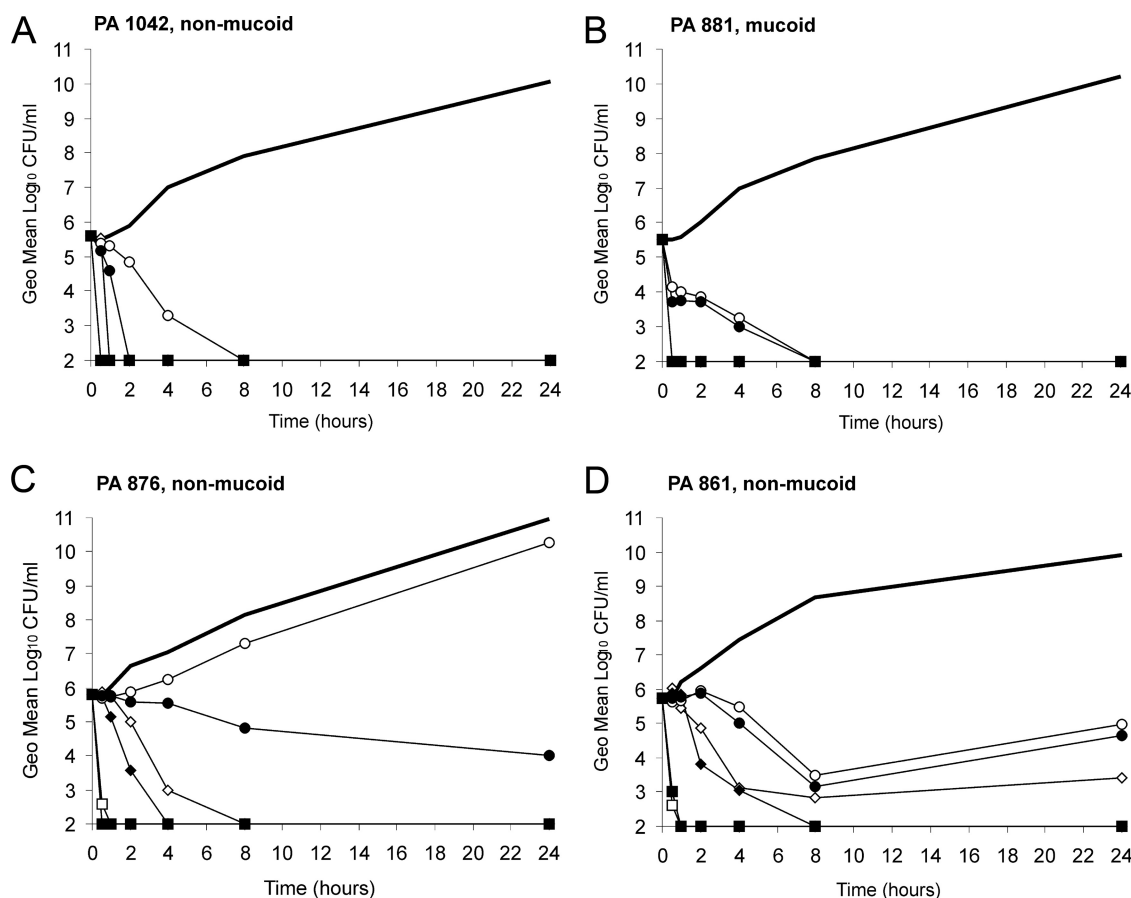 A
PA 1042, non-mucoid
Geo Mean Log₁₀ CFU/ml
11
10
9
8
7
6
5
4
3
2
0 2 4 6 8 10 12 14 16 18 20 22 24
Time (hours)
B
PA 881, mucoid
Geo Mean Log₁₀ CFU/ml
11
10
9
8
7
6
5
4
3
2
0 2 4 6 8 10 12 14 16 18 20 22 24
Time (hours)
C
PA 876, non-mucoid
Geo Mean Log₁₀ CFU/ml
11
10
9
8
7
6
5
4
3
2
0 2 4 6 8 10 12 14 16 18 20 22 24
Time (hours)
D
PA 861, non-mucoid
Geo Mean Log₁₀ CFU/ml
11
10
9
8
7
6
5
4
3
2
0 2 4 6 8 10 12 14 16 18 20 22 24
Time (hours)